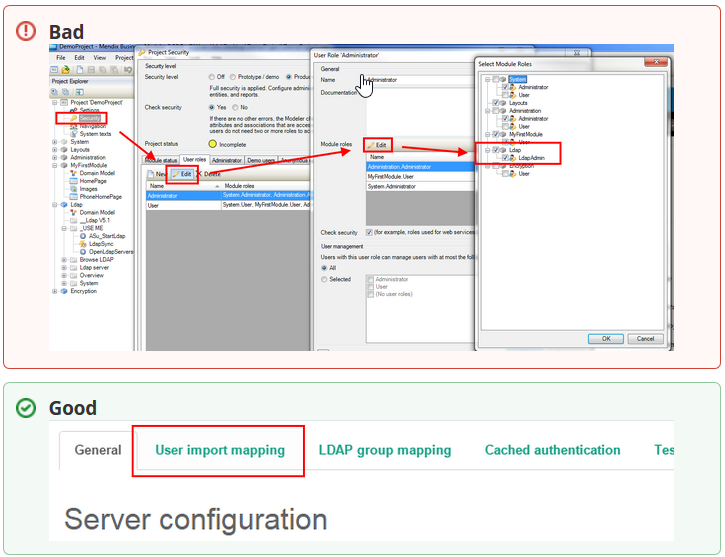 Bad
DemoProject - Mendix Busin
File Edit View Project
Project Explorer
Project 'DemoProject'
Settings
Security
Navigation
System texts
System
Layouts
Administration
MyFirstModule
Domain Model
HomePage
Images
PhoneHomePage
Ldap
Domain Model
__Ldap V5.1
_USE ME
ASu_StartLdap
LdapSync
OpenLdapServers
Browse LDAP
Ldap server
Overview
System
Encryption
Project Security
Security level
Security level Off Prototype / demo Produc
Full security is applied. Configure admin
entities, and reports.
Check security Yes No
If there are no errors, the Modeler
attributes and associations that are acces
users do not need two or more roles to ac
Project status Incomplete
Module status User roles Administrator Demo users
New Edit Delete
Name Module roles
Administrator System.Administrator, Administration.A
User System.User, MyFirstModule.User, Ad
User Role 'Administrator'
General
Name Administrator
Documentation
Module roles Edit
Name
Administration.Administrator
MyFirstModule.User
System.Administrator
Check security (for example, roles used for web services
User management
Users with this user role can manage users with at most the foll
All
Selected Administrator
User
(No user roles)
Select Module Roles
System
Administrator
User
Layouts
Administration
Administrator
User
MyFirstModule
User
Ldap
LdapAdmin
Encryption
User
OK Cancel
Good
General User import mapping LDAP group mapping Cached authentication Tes
Server configuration